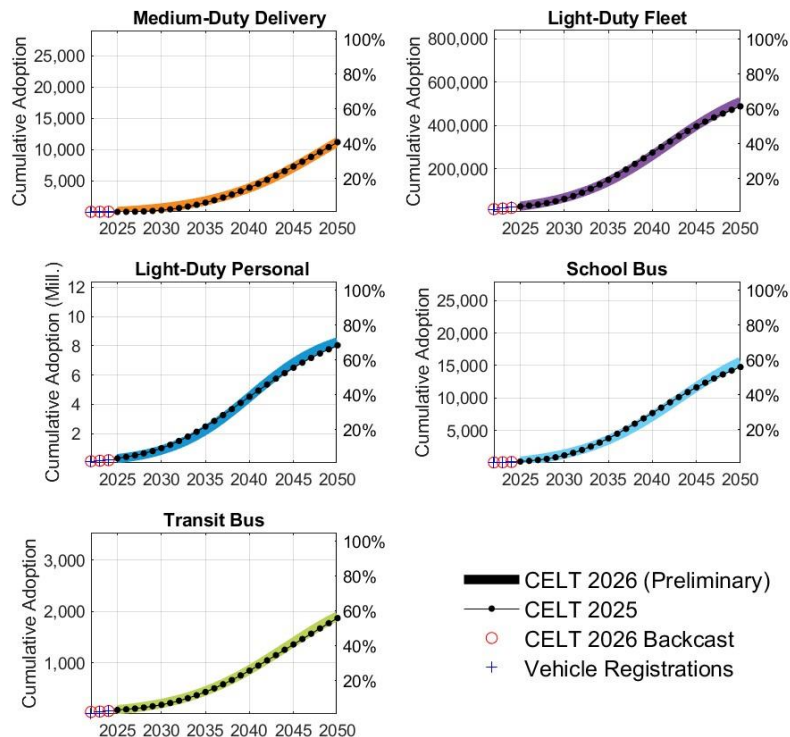 Medium-Duty Delivery
Cumulative Adoption
25,000
20,000
15,000
10,000
5,000
100%
80%
60%
40%
20%
2025 2030 2035 2040 2045 2050
Light-Duty Fleet
Cumulative Adoption
800,000
600,000
400,000
200,000
100%
80%
60%
40%
20%
2025 2030 2035 2040 2045 2050
Light-Duty Personal
Cumulative Adoption (Mill.)
12
10
8
6
4
2
100%
80%
60%
40%
20%
2025 2030 2035 2040 2045 2050
School Bus
Cumulative Adoption
25,000
20,000
15,000
10,000
5,000
100%
80%
60%
40%
20%
2025 2030 2035 2040 2045 2050
Transit Bus
Cumulative Adoption
3,000
2,000
1,000
100%
80%
60%
40%
20%
2025 2030 2035 2040 2045 2050
CELT 2026 (Preliminary)
CELT 2025
CELT 2026 Backcast
Vehicle Registrations